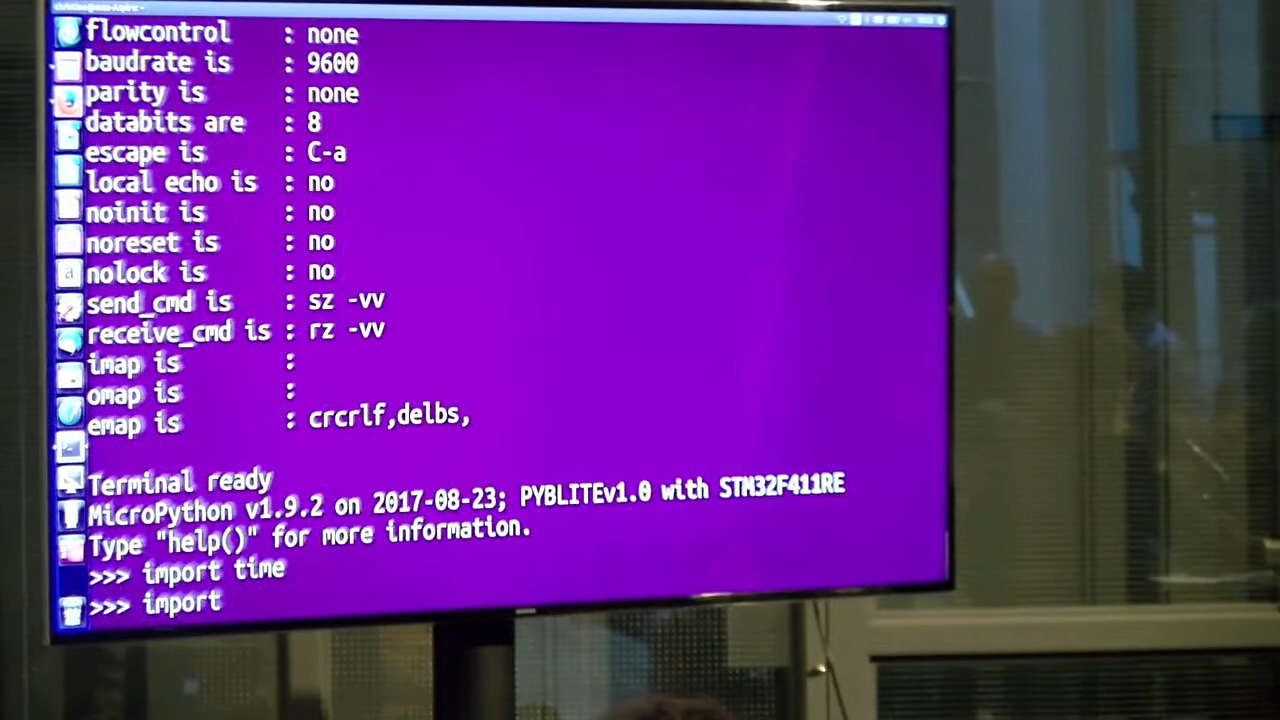 flowcontrol : none
baudrate is : 9600
parity is : none
databits are : 8
escape is : C-a
local echo is : no
noinit is : no
noreset is : no
nolock is : no
send_cmd is : sz -vv
receive_cmd is : rz -vv
imap is :
omap is :
emap is : crcrlf,delbs,
Terminal ready
MicroPython v1.9.2 on 2017-08-23; PYBLITEv1.0 with STM32F411RE
Type "help()" for more information.
>>> import time
>>> import